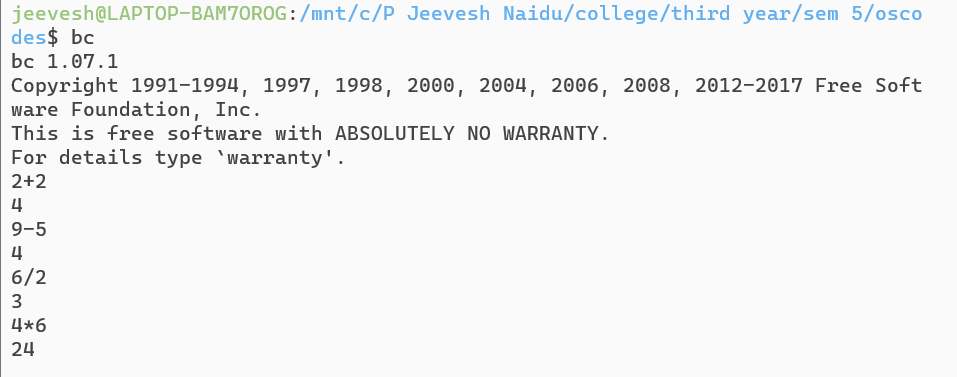 jeevesh@LAPTOP-BAM7OROG:/mnt/c/P Jeevesh Naidu/college/third year/sem 5/osco
des$ bc
bc 1.07.1
Copyright 1991-1994, 1997, 1998, 2000, 2004, 2006, 2008, 2012-2017 Free Soft
ware Foundation, Inc.
This is free software with ABSOLUTELY NO WARRANTY.
For details type `warranty'.
2+2
4
9-5
4
6/2
3
4*6
24